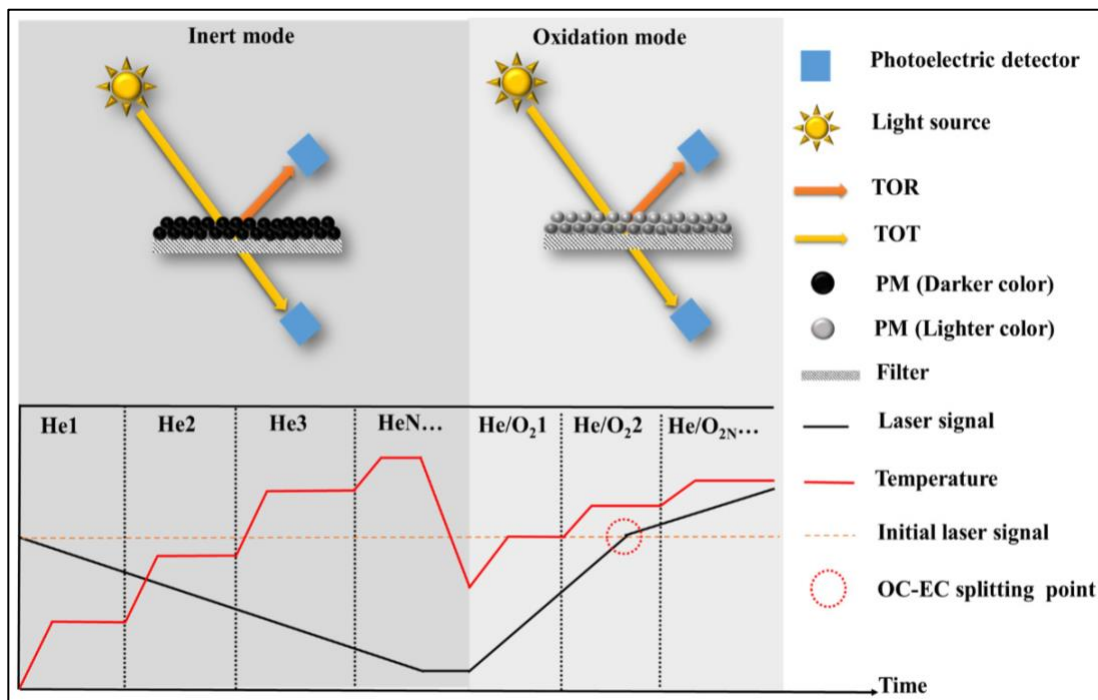 Inert mode
Oxidation mode
Photoelectric detector
Light source
TOR
TOT
PM (Darker color)
PM (Lighter color)
Filter
He1
He2
He3
HeN…
He/O₂1
He/O₂2
He/O₂ₙ…
Laser signal
Temperature
Initial laser signal
OC-EC splitting point
Time